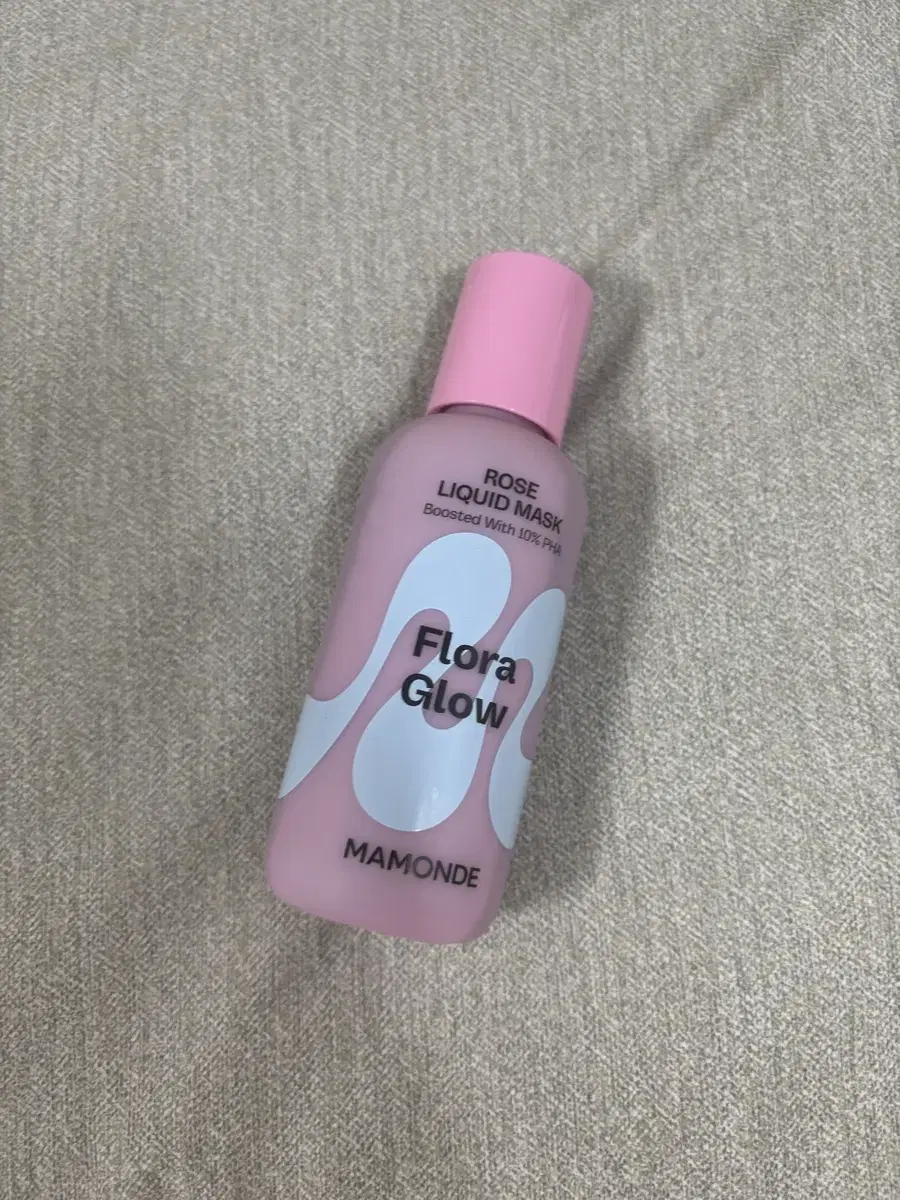 ROSE
LIQUID MASK
Boosted With 10% PHA
Flora
Glow
MAMONDE